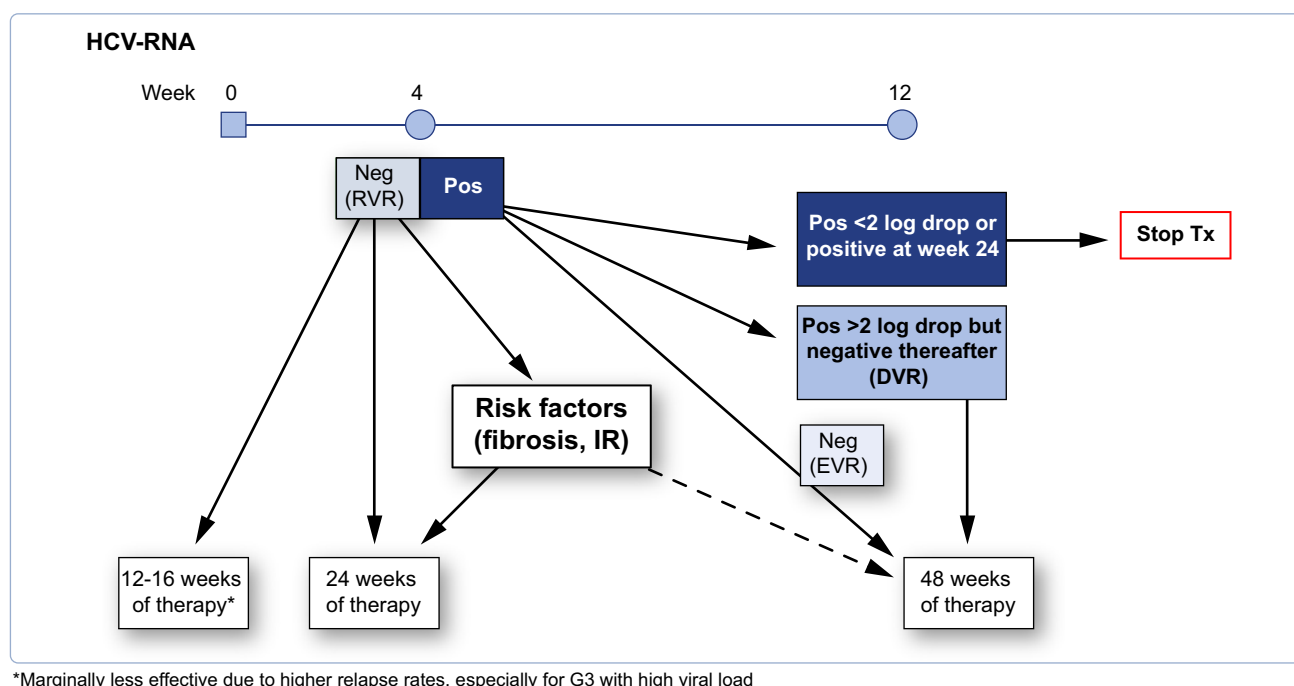 HCV-RNA
Week 0 4 12
Neg
(RVR)
Pos
Pos <2 log drop or
positive at week 24
Stop Tx
Pos >2 log drop but
negative thereafter
(DVR)
Risk factors
(fibrosis, IR)
Neg
(EVR)
12-16 weeks
of therapy*
24 weeks
of therapy
48 weeks
of therapy
*Marginally less effective due to higher relapse rates, especially for G3 with high viral load